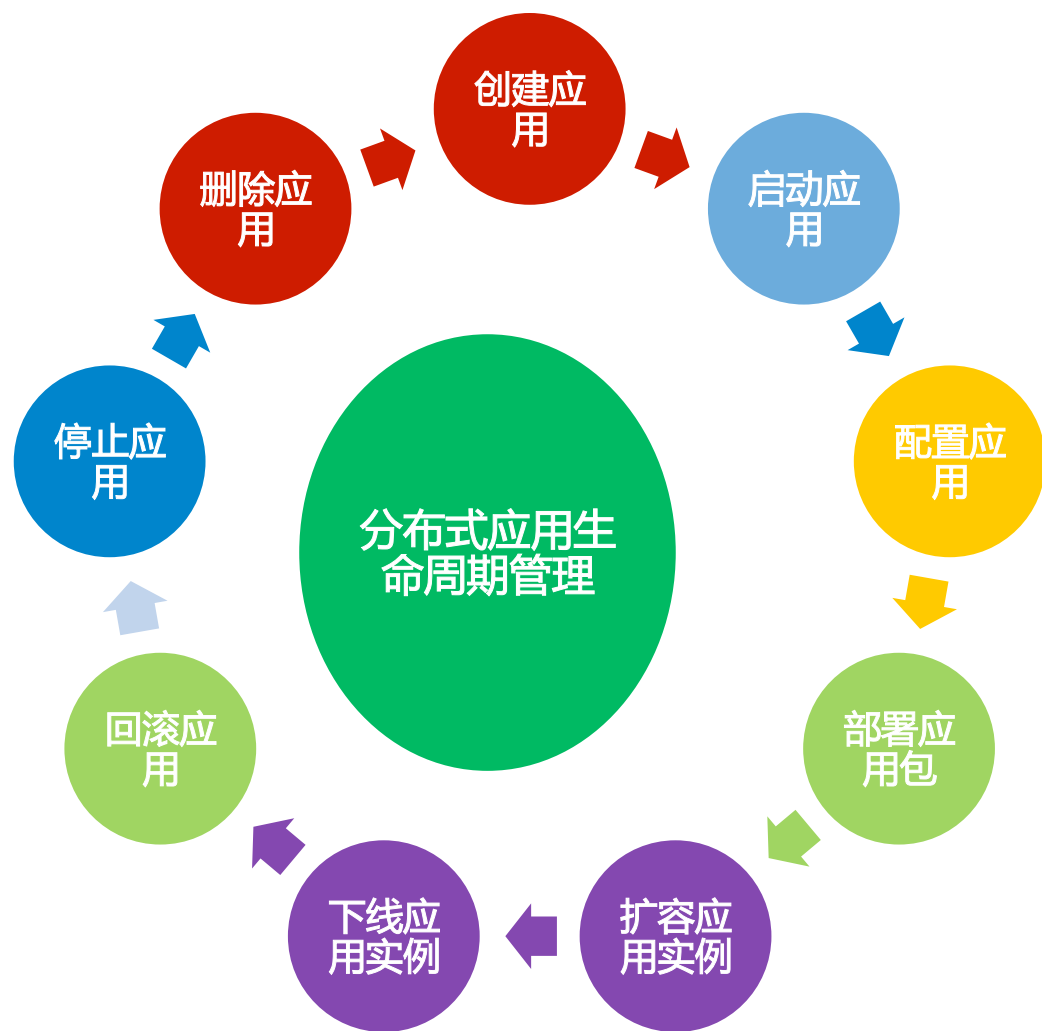 创建应
用
启动应
用
配置应
用
部署应
用包
扩容应
用实例
下线应
用实例
回滚应
用
停止应
用
删除应
用
分布式应用生
命周期管理